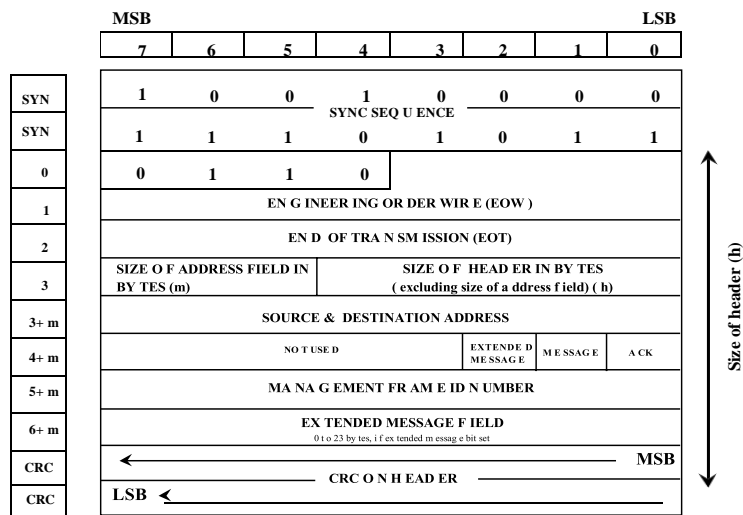 MSB LSB
7 6 5 4 3 2 1 0
SYN 1 0 0 1 0 0 0 0
SYNC SEQUENCE
SYN 1 1 1 0 1 0 1 1
0 0 1 1 0
1 ENGINEERING ORDER WIRE (EOW)
2 END OF TRANSMISSION (EOT)
3 SIZE OF ADDRESS FIELD IN SIZE OF HEADER IN BYTES
BYTES (m) (excluding size of address field) (h)
3+ m SOURCE & DESTINATION ADDRESS
4+ m NOT USED EXTENDED MESSAGE MESSAGE ACK
5+ m MANAGEMENT FRAME ID NUMBER
6+ m EXTENDED MESSAGE FIELD
0 to 23 bytes, if extended message bit set
CRC MSB
CRC ON HEADER
CRC LSB
Size of header (h)